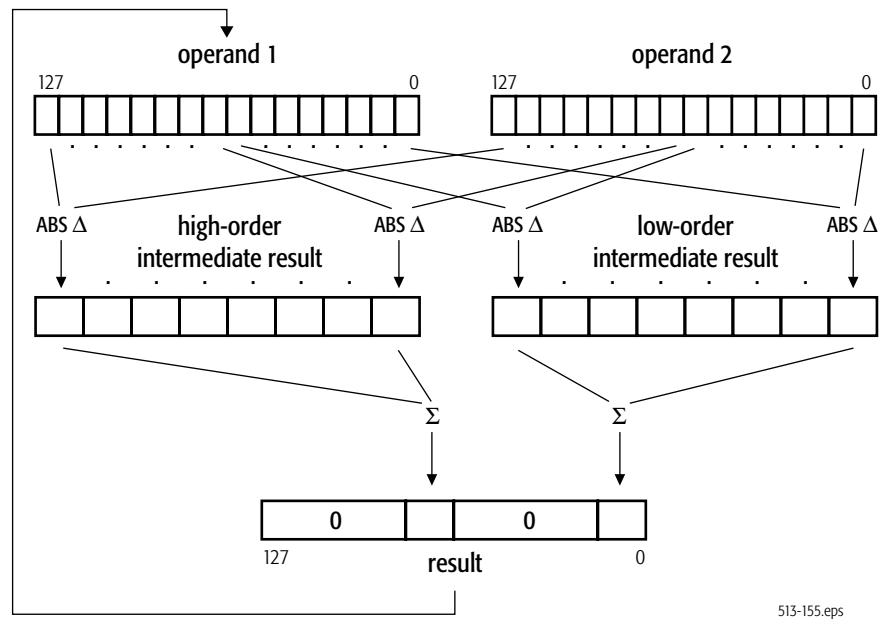 operand 1
operand 2
127 0
127 0
ABS Δ
high-order
intermediate result
ABS Δ
ABS Δ
low-order
intermediate result
ABS Δ
Σ
Σ
0
0
127
result
0
513-155.eps